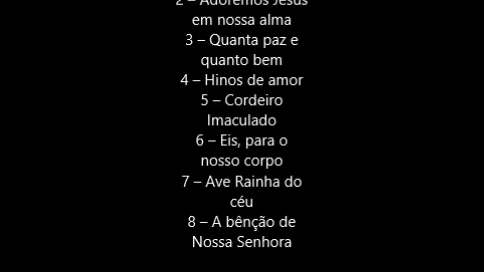 2 – Adoremos Jesus
em nossa alma
3 – Quanta paz e
quanto bem
4 – Hinos de amor
5 – Cordeiro
Imaculado
6 – Eis, para o
nosso corpo
7 – Ave Rainha do
céu
8 – A bênção de
Nossa Senhora